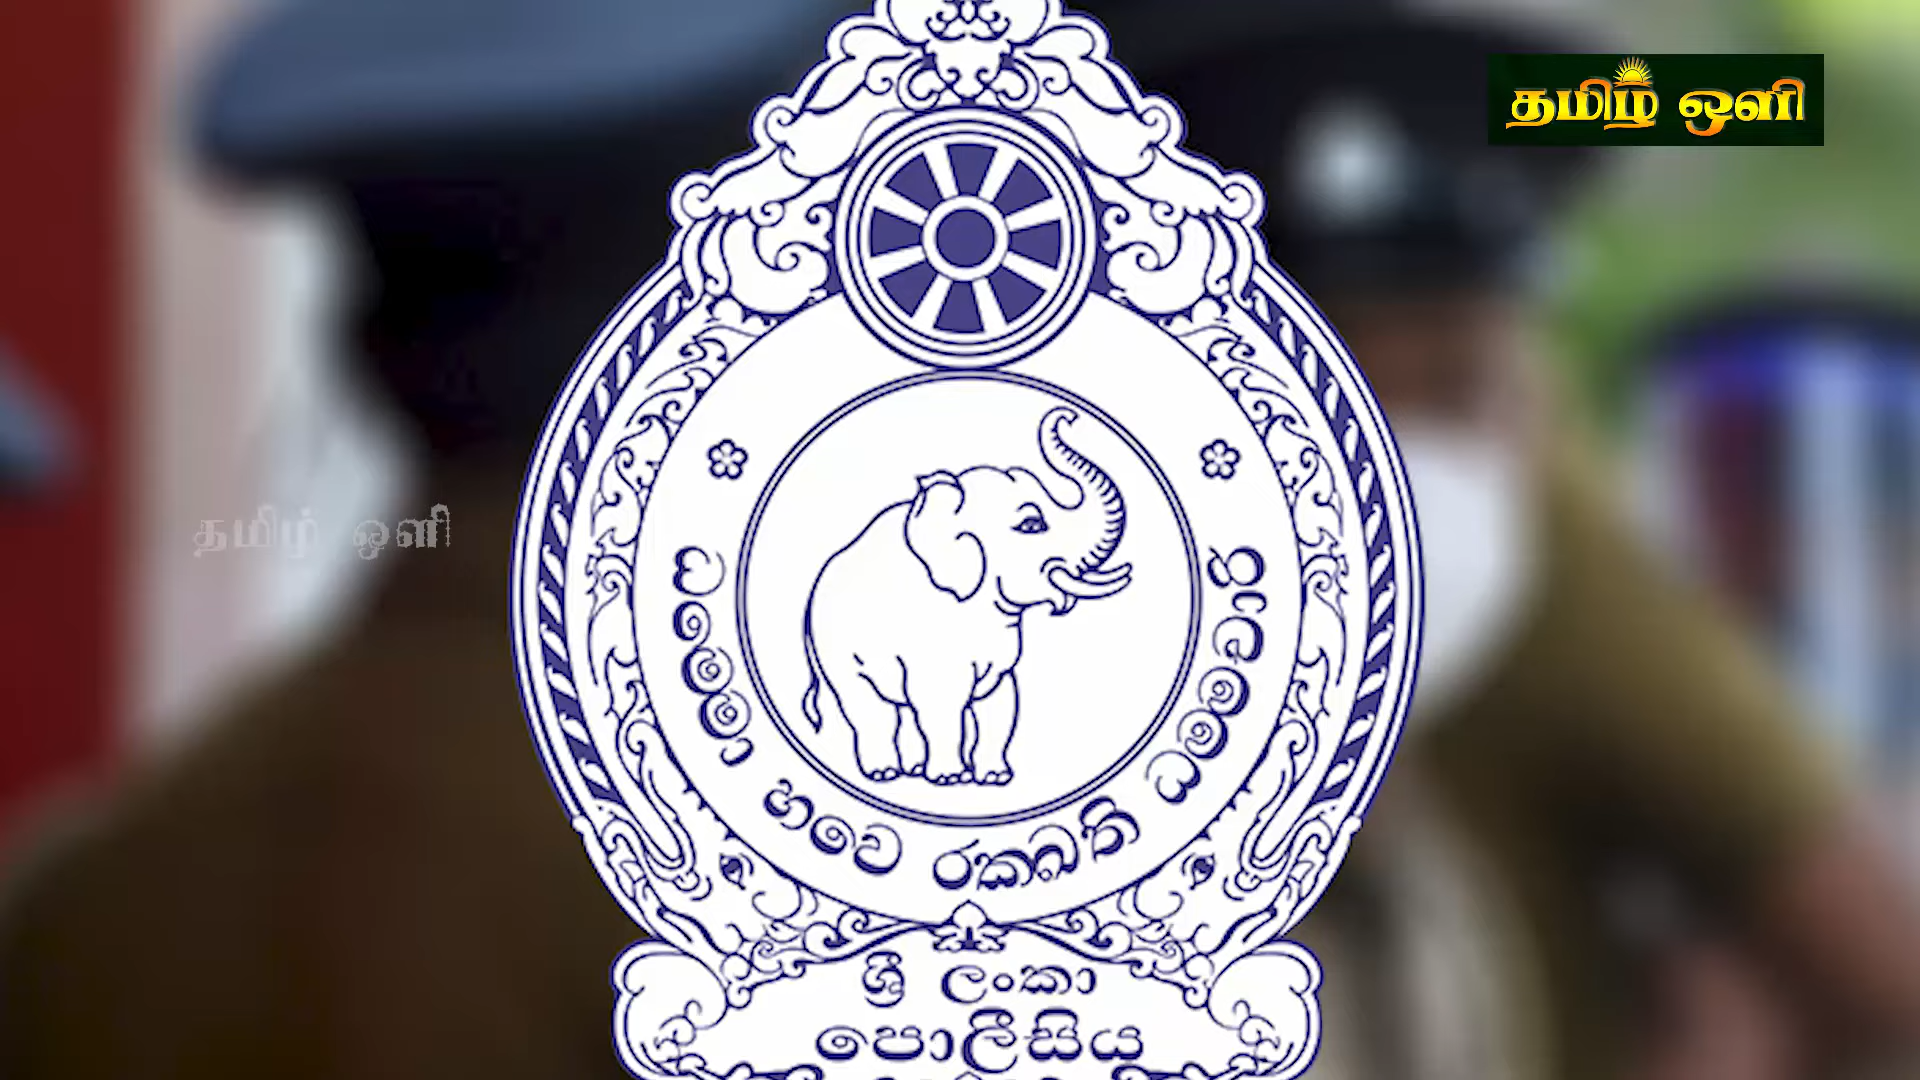 தமிழ் ஒளி
தமிழ் ஒளி
ධම්මො හවෙ රක්ඛති ධම්මචාරිං
ශ්‍රී ලංකා
පොලීසිය